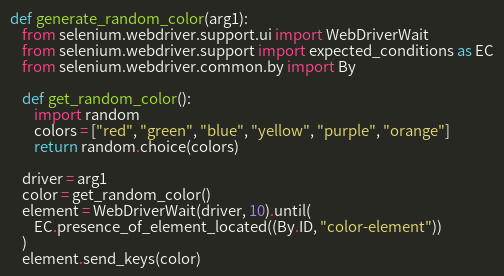 def generate_random_color(arg1):
    from selenium.webdriver.support.ui import WebDriverWait
    from selenium.webdriver.support import expected_conditions as EC
    from selenium.webdriver.common.by import By

    def get_random_color():
        import random
        colors = ["red", "green", "blue", "yellow", "purple", "orange"]
        return random.choice(colors)

    driver = arg1
    color = get_random_color()
    element = WebDriverWait(driver, 10).until(
        EC.presence_of_element_located((By.ID, "color-element"))
    )
    element.send_keys(color)